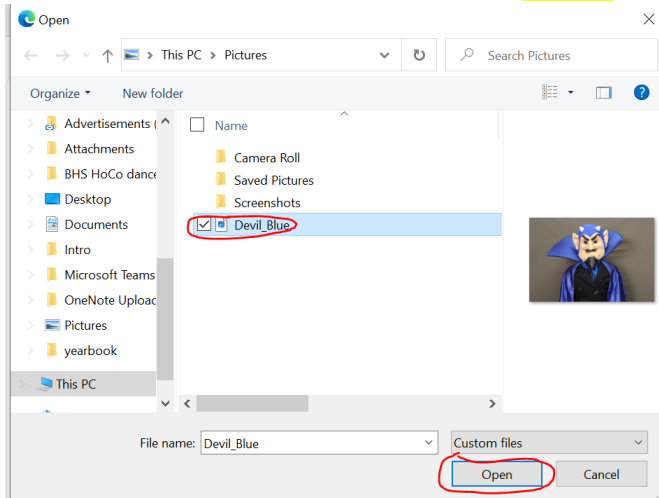 Open
This PC > Pictures
Search Pictures
Organize
New folder
Name
Advertisements (
Attachments
BHS HoCo dance
Desktop
Documents
Intro
Microsoft Teams
OneNote Uploac
Pictures
yearbook
This PC
Camera Roll
Saved Pictures
Screenshots
Devil_Blue
File name: Devil_Blue
Custom files
Open
Cancel